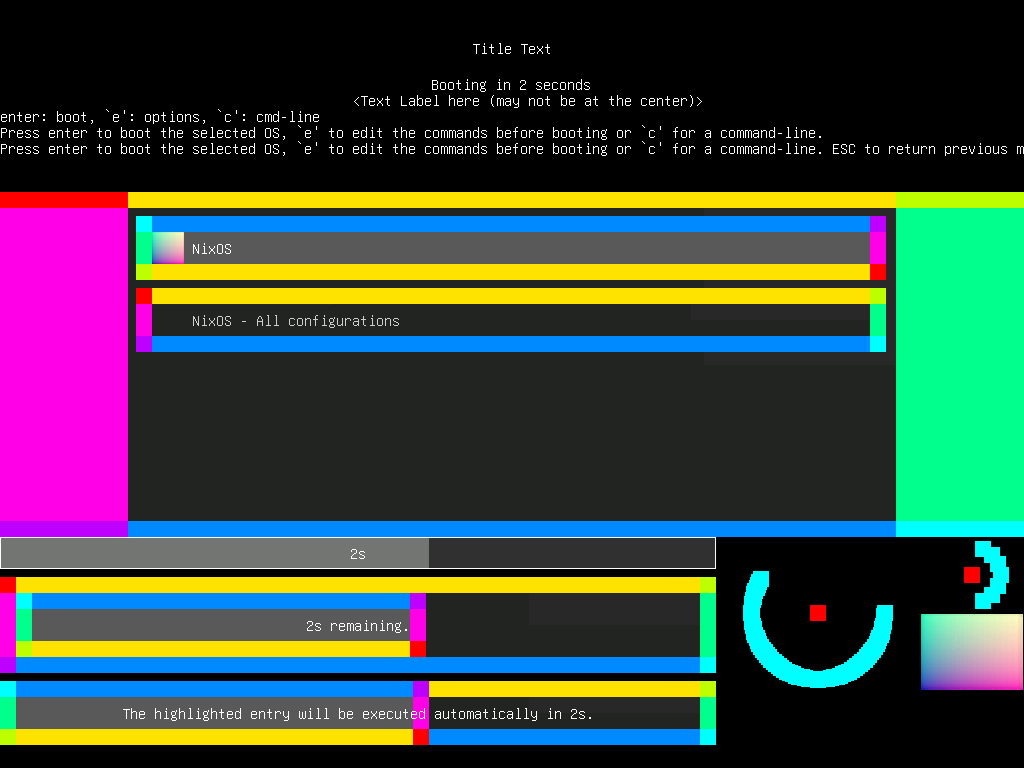 Title Text
Booting in 2 seconds
<Text Label here (may not be at the center)>
enter: boot, `e': options, `c': cmd-line
Press enter to boot the selected OS, `e' to edit the commands before booting or `c' for a command-line.
Press enter to boot the selected OS, `e' to edit the commands before booting or `c' for a command-line. ESC to return previous m
NixOS
NixOS - All configurations
2s
2s remaining.
The highlighted entry will be executed automatically in 2s.